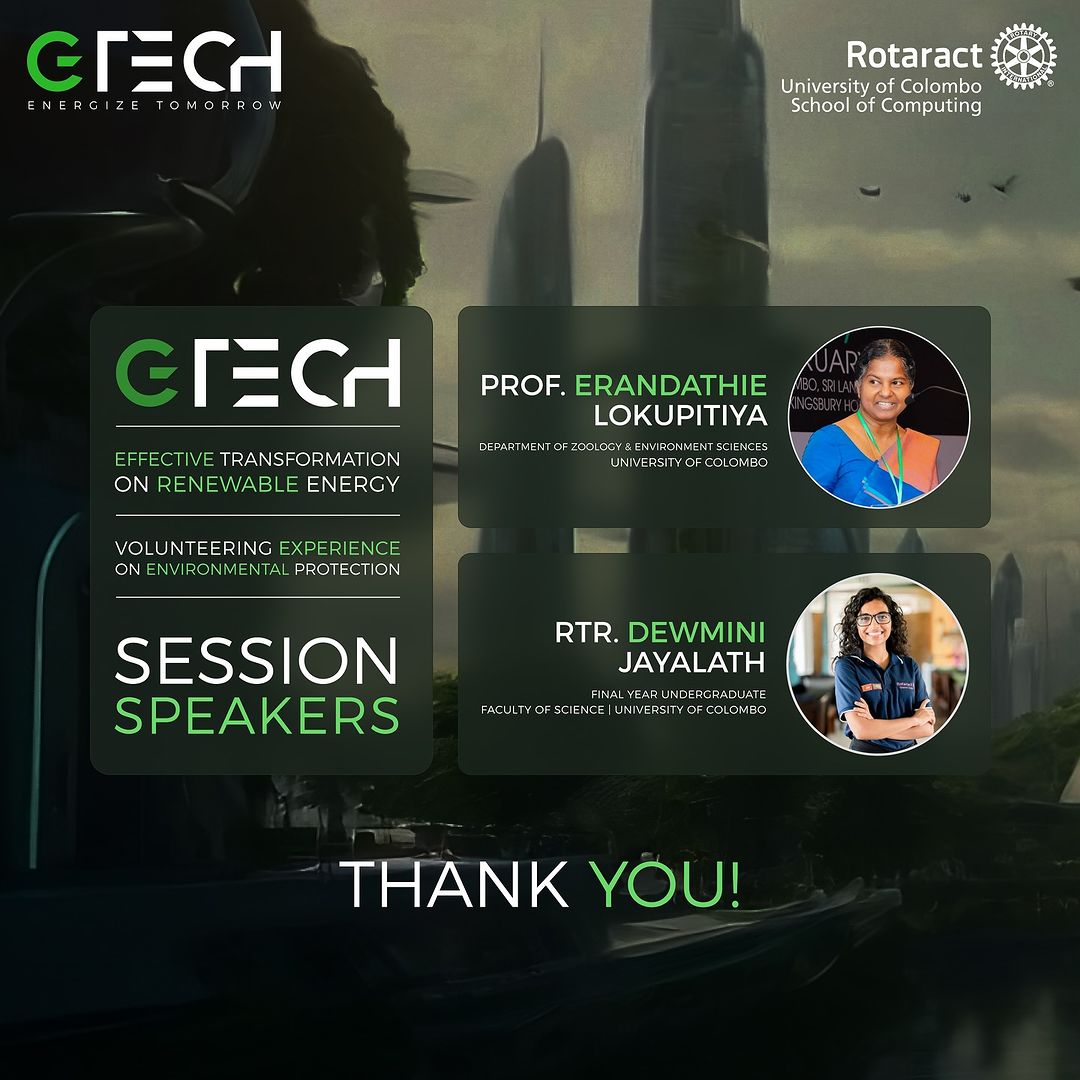 GTECH
ENERGIZE TOMORROW
Rotaract
University of Colombo
School of Computing
ROTARY
INTERNATIONAL
GTECH
EFFECTIVE TRANSFORMATION
ON RENEWABLE ENERGY
VOLUNTEERING EXPERIENCE
ON ENVIRONMENTAL PROTECTION
SESSION
SPEAKERS
PROF. ERANDATHIE
LOKUPITIYA
DEPARTMENT OF ZOOLOGY & ENVIRONMENT SCIENCES
UNIVERSITY OF COLOMBO
RTR. DEWMINI
JAYALATH
FINAL YEAR UNDERGRADUATE
FACULTY OF SCIENCE | UNIVERSITY OF COLOMBO
THANK YOU!